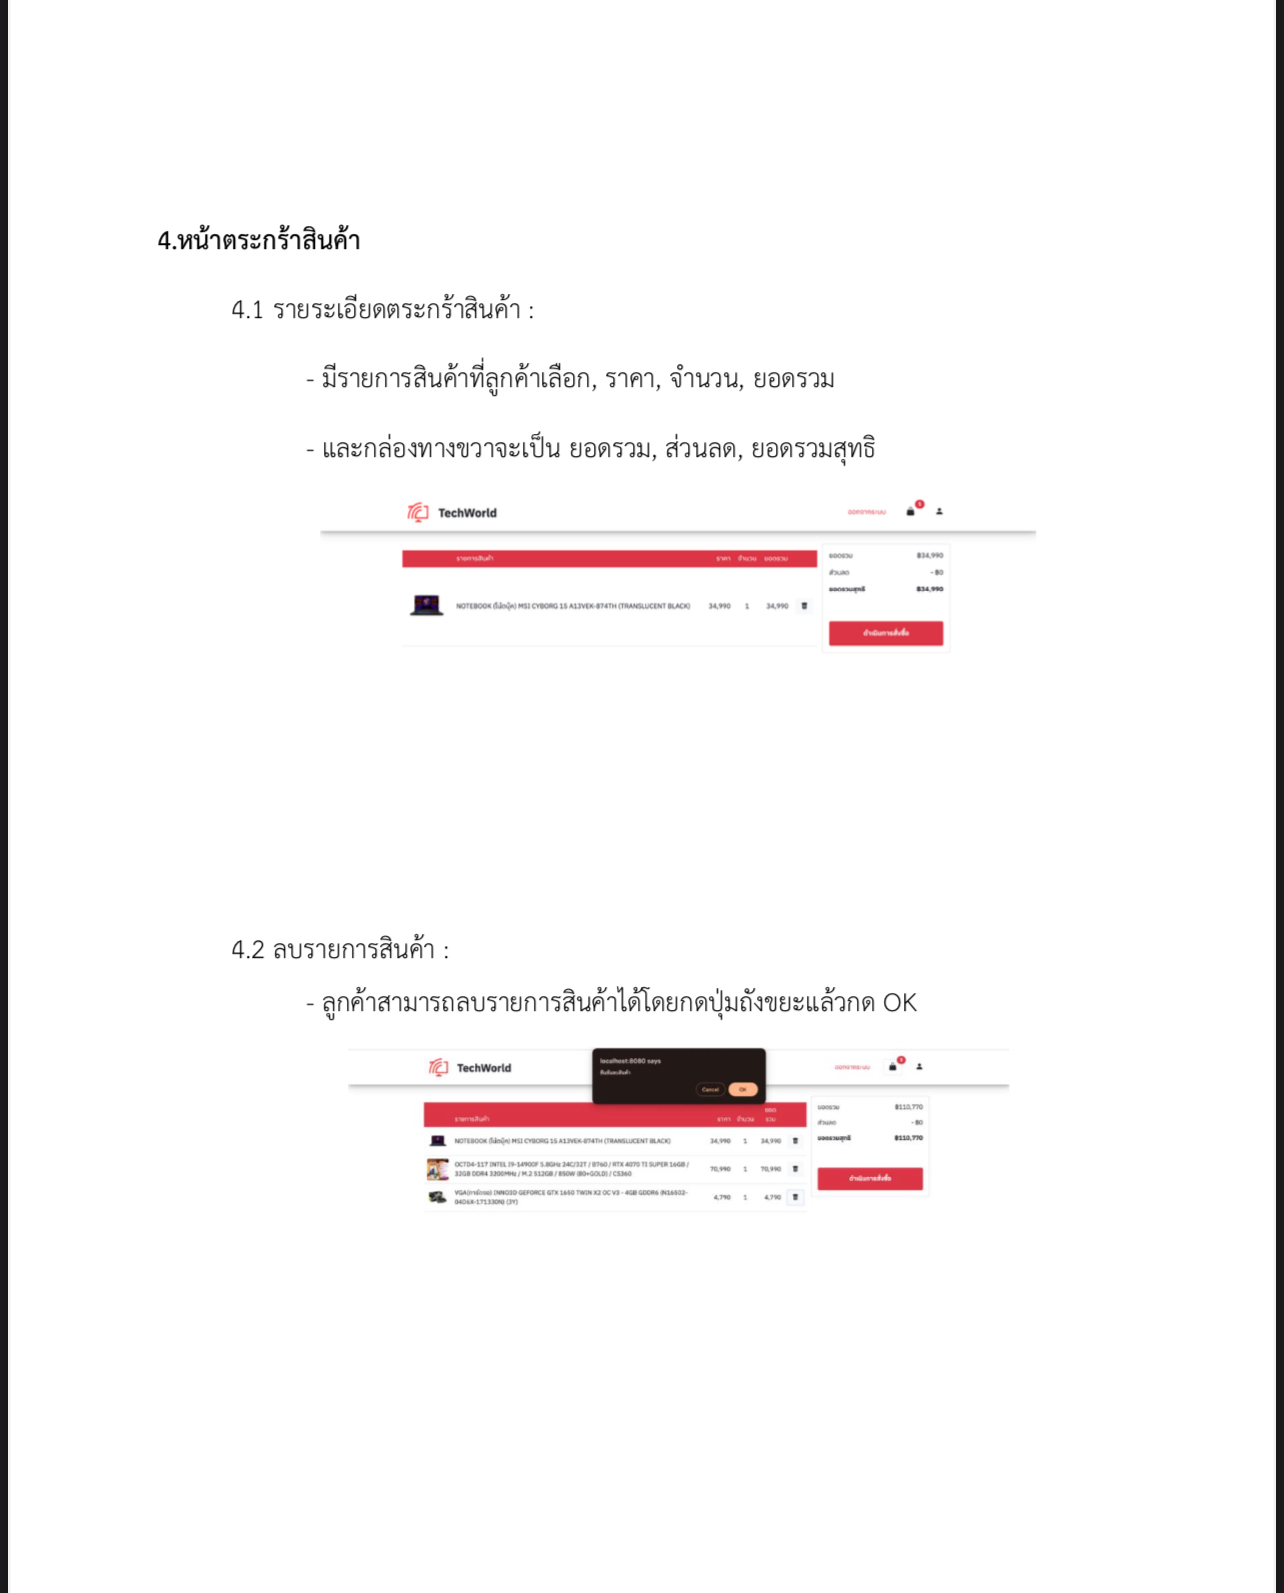 4.หน้าตระกร้าสินค้า
4.1 รายระเอียดตระกร้าสินค้า :
- มีรายการสินค้าที่ลูกค้าเลือก, ราคา, จำนวน, ยอดรวม
- และกล่องทางขวาจะเป็น ยอดรวม, ส่วนลด, ยอดรวมสุทธิ
TechWorld ออกจากระบบ
รายการสินค้า ราคา จำนวน ยอดรวม
NOTEBOOK (โน้ตบุ๊ค) MSI CYBORG 15 A13VEK-874TH (TRANSLUCENT BLACK) 34,990 1 34,990
ยอดรวม ฿34,990
ส่วนลด - ฿0
ยอดรวมสุทธิ ฿34,990
ดำเนินการสั่งซื้อ
4.2 ลบรายการสินค้า :
- ลูกค้าสามารถลบรายการสินค้าได้โดยกดปุ่มถังขยะแล้วกด OK
TechWorld ออกจากระบบ
localhost:8080 says
ยืนยันลบสินค้า
Cancel OK
รายการสินค้า ราคา จำนวน ยอดรวม
NOTEBOOK (โน้ตบุ๊ค) MSI CYBORG 15 A13VEK-874TH (TRANSLUCENT BLACK) 34,990 1 34,990
OCT04-117 INTEL I9-14900F 5.8GHz 24C/32T / B760 / RTX 4070 TI SUPER 16GB /
32GB DDR4 3200MHz / M.2 512GB / 850W (80+GOLD) / CS360 70,990 1 70,990
VGA(การ์ดจอ) INNO3D GEFORCE GTX 1650 TWIN X2 OC V3 - 4GB GDDR6 (N16502-
04D6X-171330N) (3Y) 4,790 1 4,790
ยอดรวม ฿110,770
ส่วนลด - ฿0
ยอดรวมสุทธิ ฿110,770
ดำเนินการสั่งซื้อ